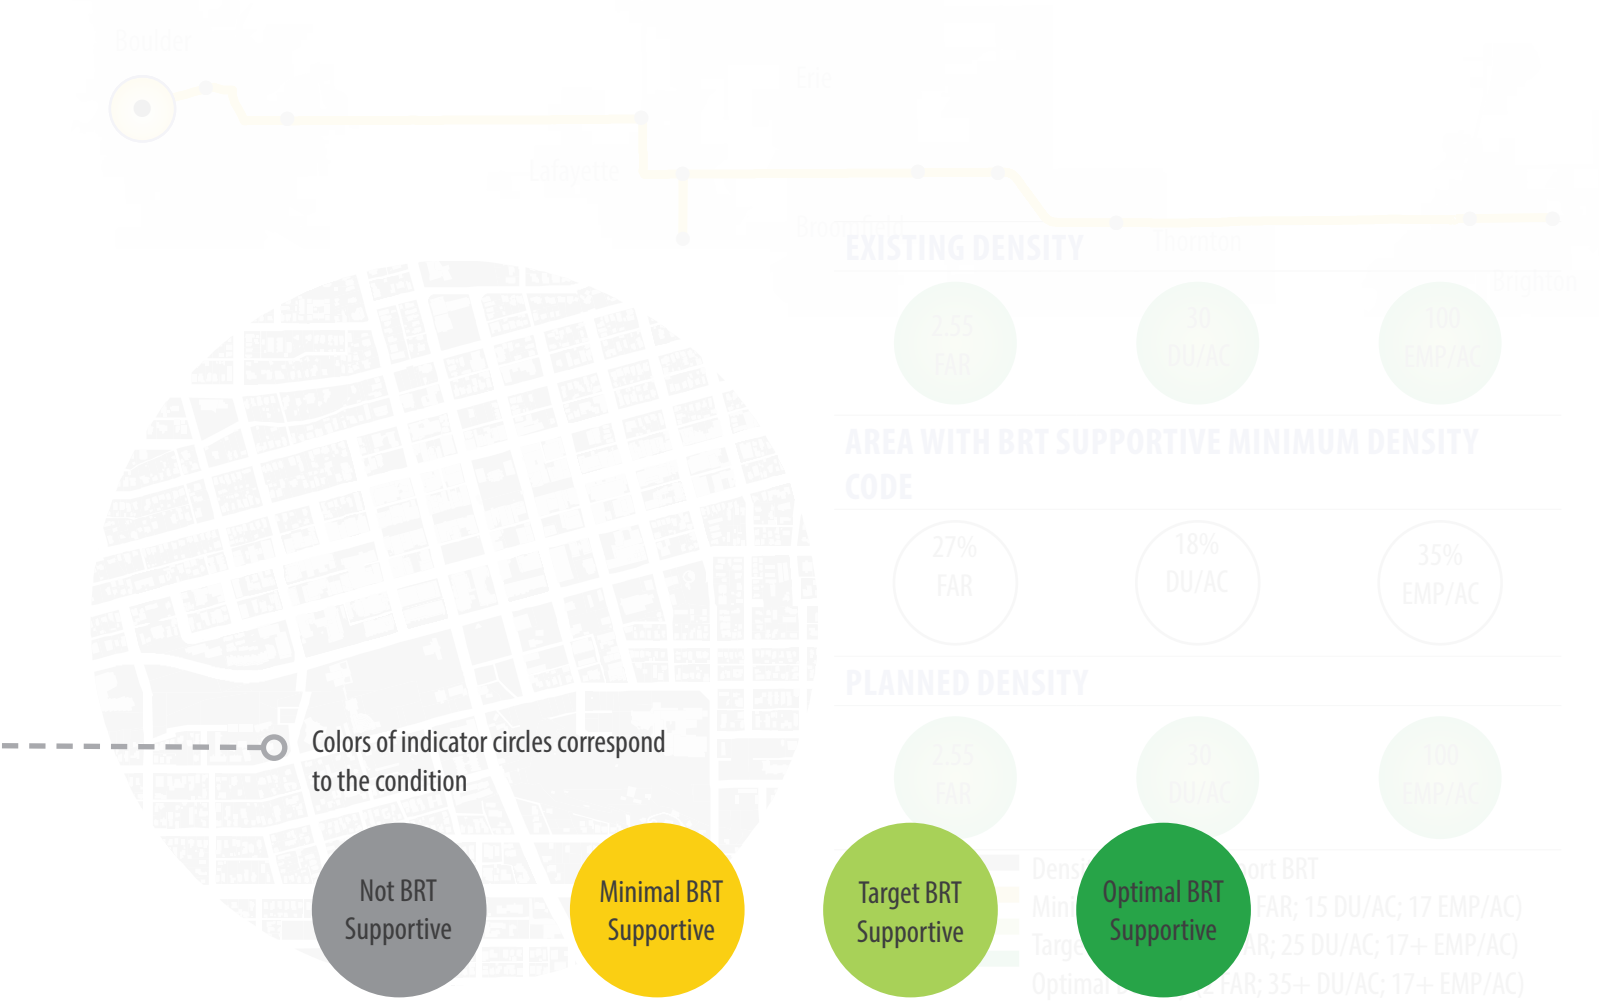 Boulder
Erie
Lafayette
Broomfield
Thornton
Brighton
EXISTING DENSITY
2.55
FAR
30
DU/AC
100
EMP/AC
AREA WITH BRT SUPPORTIVE MINIMUM DENSITY
CODE
27%
FAR
18%
DU/AC
35%
EMP/AC
PLANNED DENSITY
2.55
FAR
30
DU/AC
100
EMP/AC
Colors of indicator circles correspond
to the condition
Not BRT
Supportive
Minimal BRT
Supportive
Target BRT
Supportive
Optimal BRT
Supportive
BRT
FAR; 15 DU/AC; 17 EMP/AC)
25 DU/AC; 17+ EMP/AC)
Optimal FAR; 35+ DU/AC; 17+ EMP/AC)